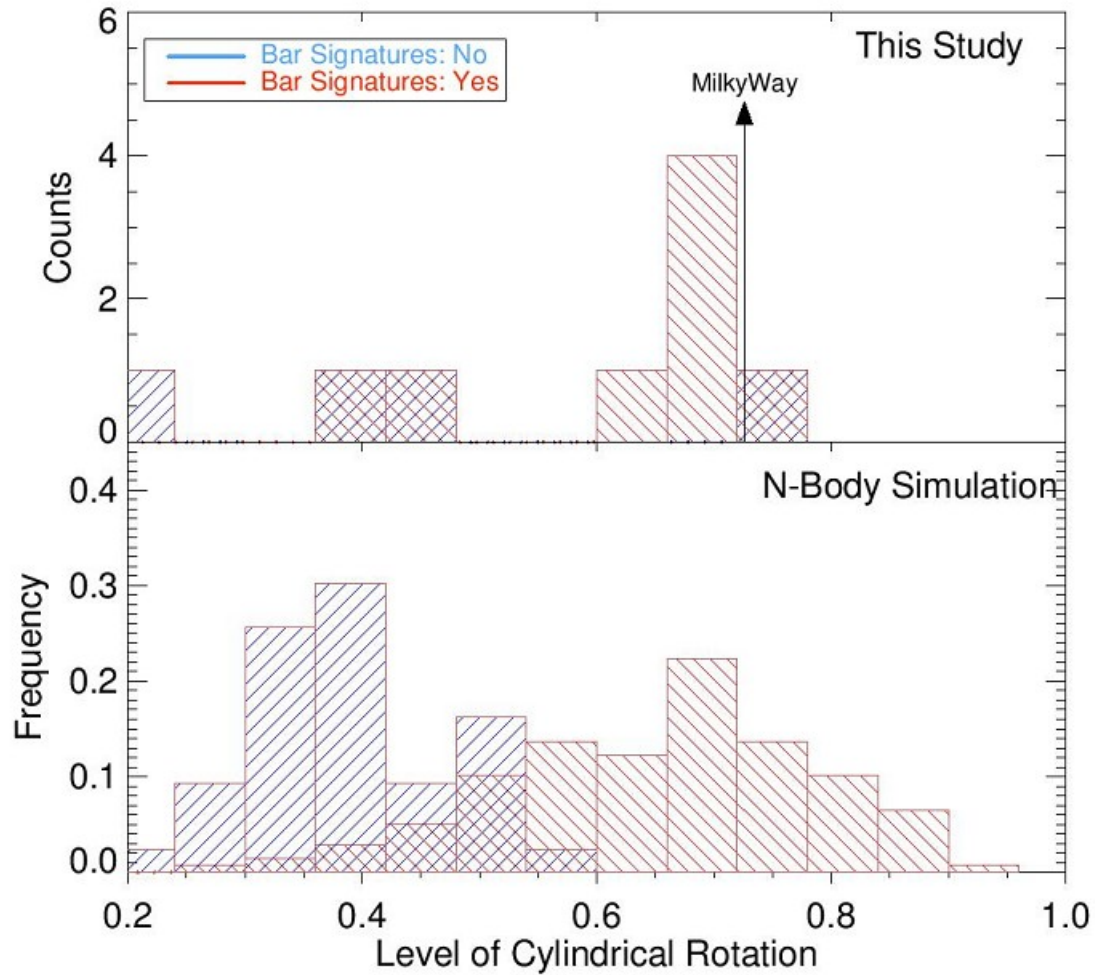 6
This Study
Bar Signatures: No
Bar Signatures: Yes
MilkyWay
4
Counts
2
0
N-Body Simulation
0.4
0.3
Frequency
0.2
0.1
0.0
0.2 0.4 0.6 0.8 1.0
Level of Cylindrical Rotation